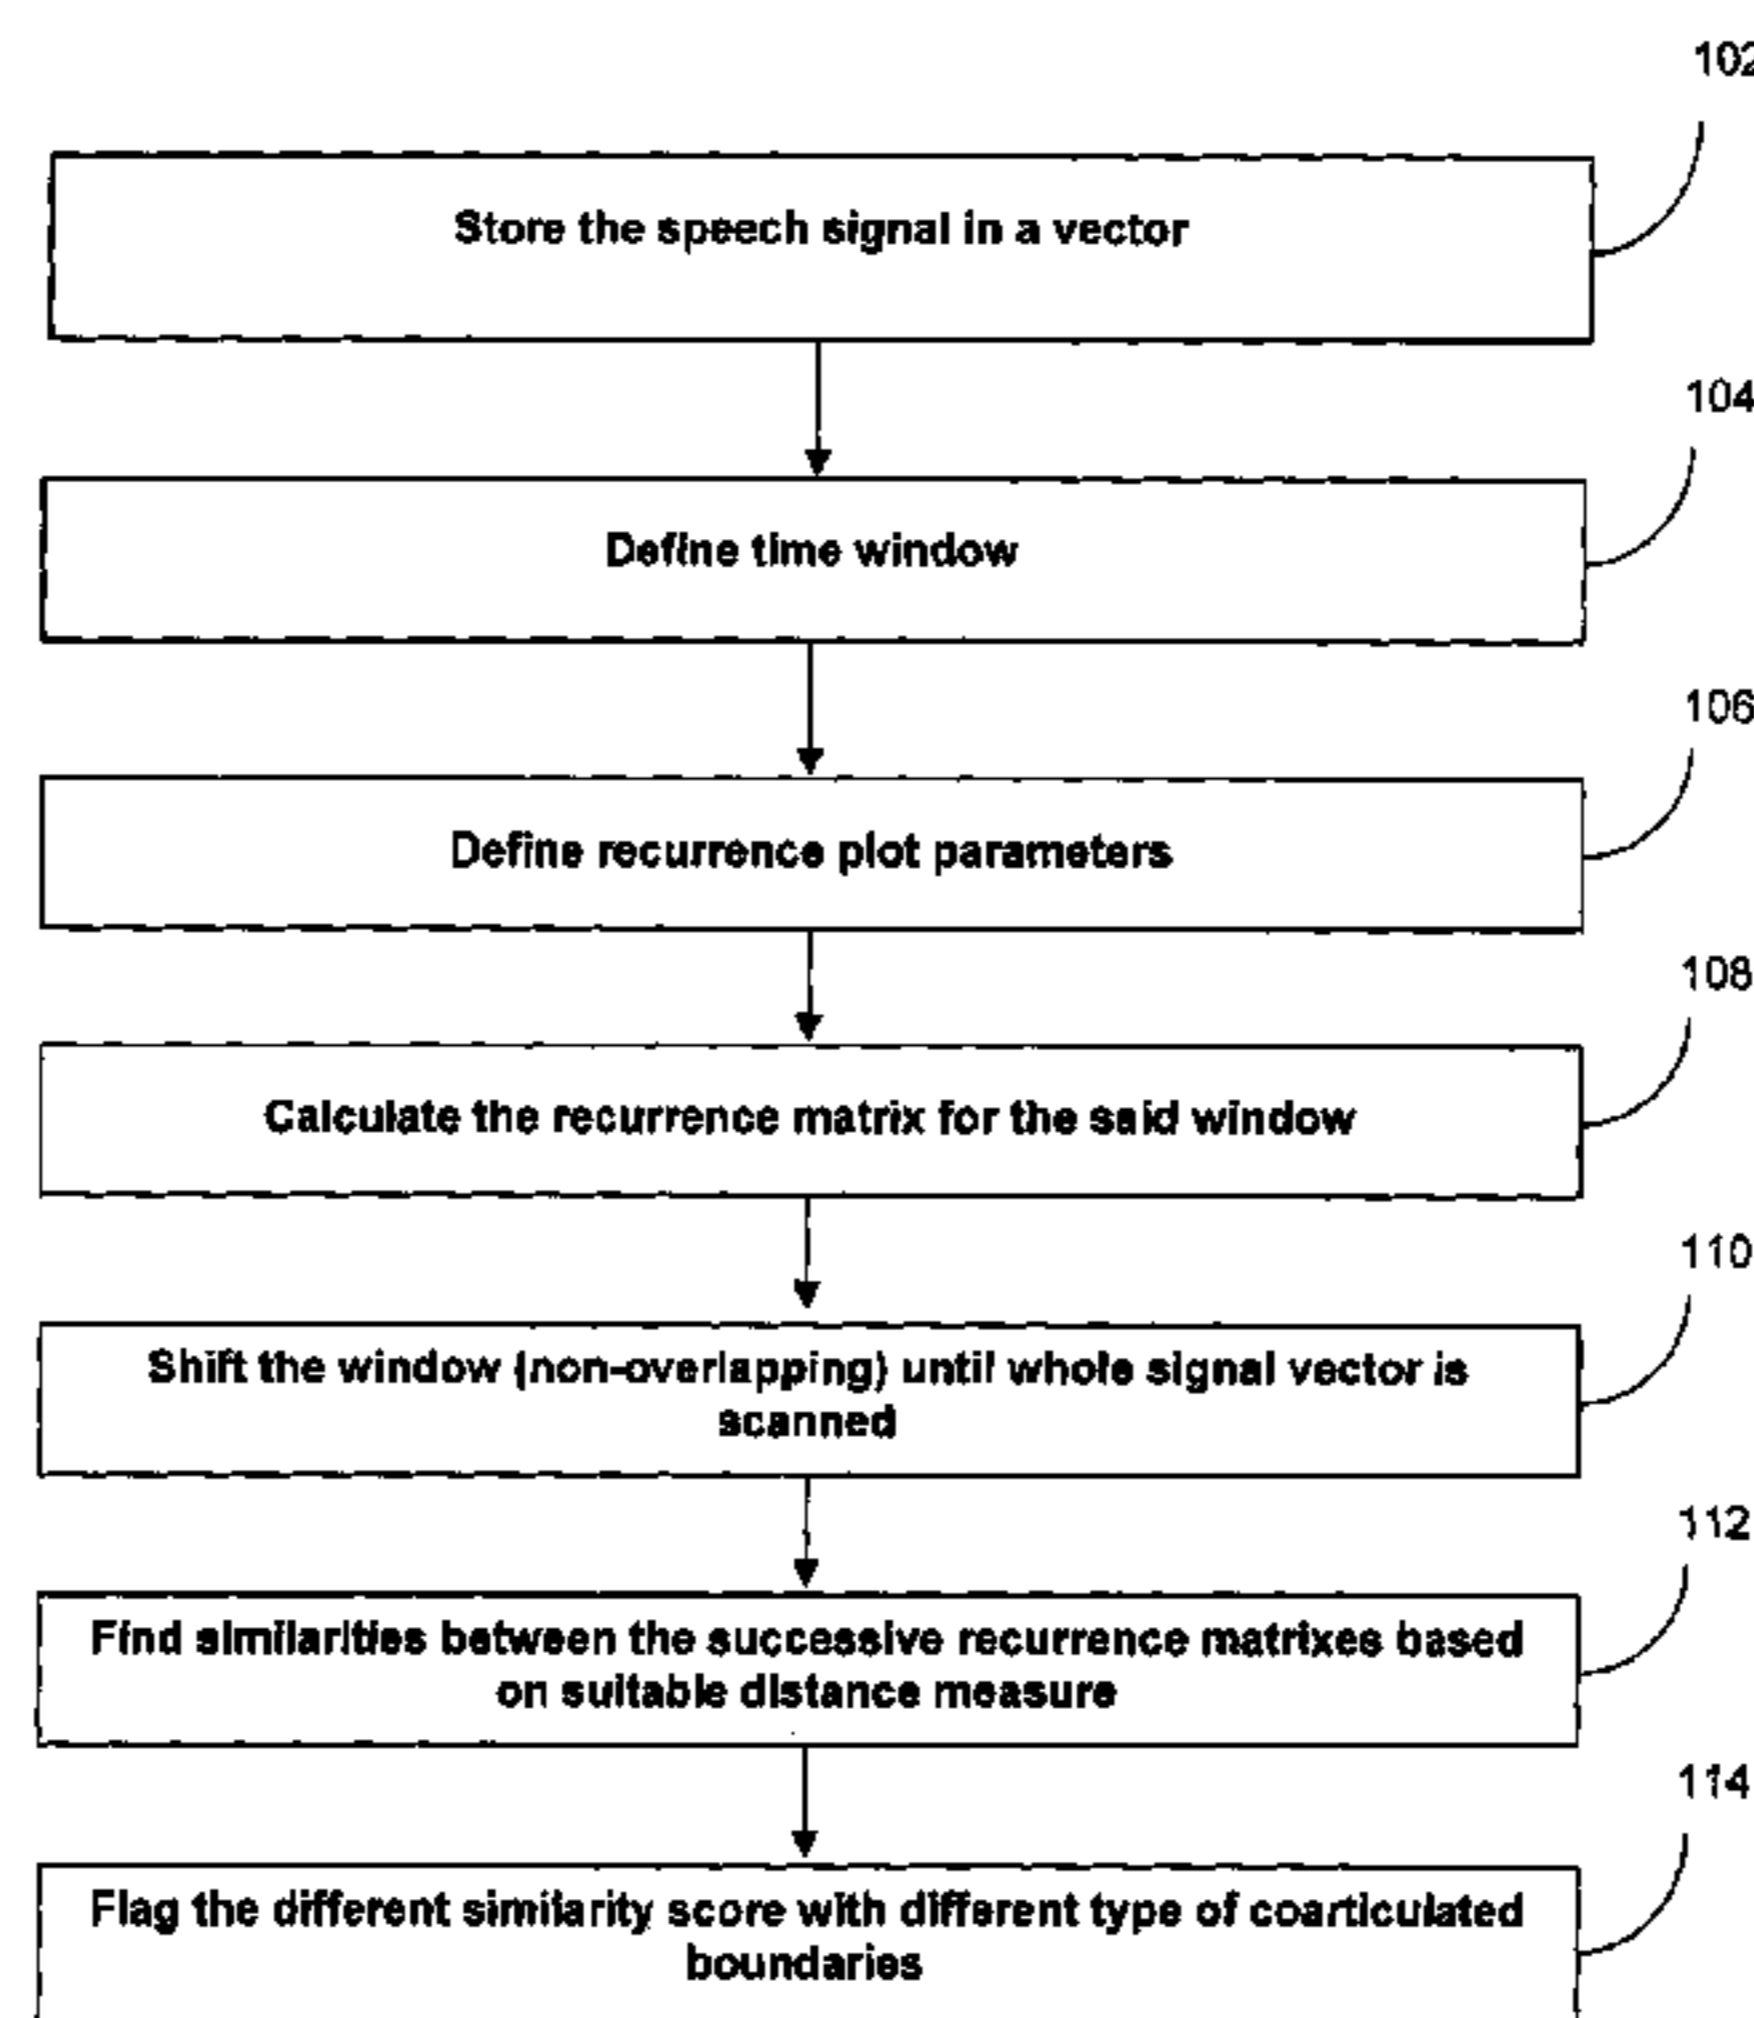 102
Store the speech signal in a vector
104
Define time window
106
Define recurrence plot parameters
108
Calculate the recurrence matrix for the said window
110
Shift the window (non-overlapping) until whole signal vector is
scanned
112
Find similarities between the successive recurrence matrixes based
on suitable distance measure
114
Flag the different similarity score with different type of coarticulated
boundaries